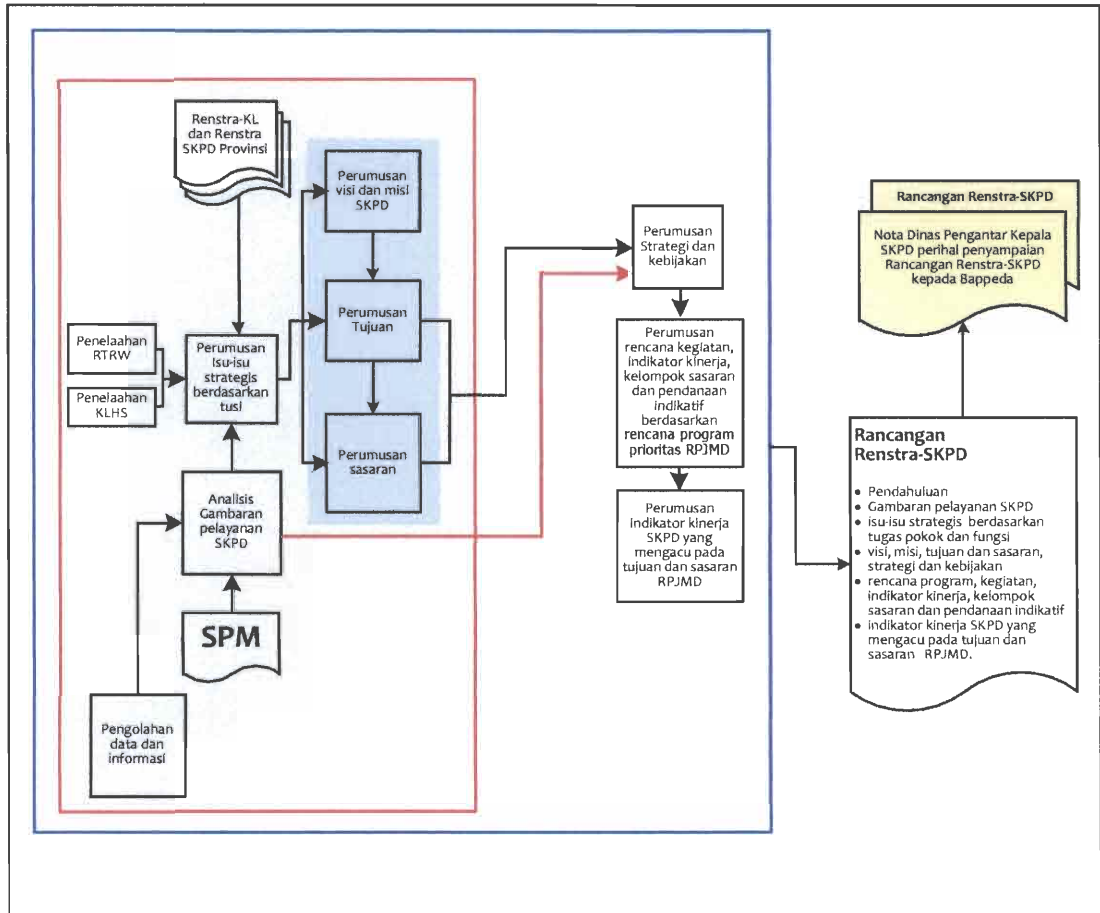 Renstra-KL
dan Renstra
SKPD Provinsi
Perumusan
visi dan misi
SKPD
Perumusan
Tujuan
Perumusan
sasaran
Penelaahan
RTRW
Penelaahan
KLHS
Perumusan
Isu-isu
strategis
berdasarkan
tusi
Analisis
Gambaran
pelayanan
SKPD
SPM
Pengolahan
data dan
informasi
Perumusan
Strategi dan
kebijakan
Perumusan
rencana kegiatan,
indikator kinerja,
kelompok sasaran
dan pendanaan
indikatif
berdasarkan
rencana program
prioritas RPJMD
Perumusan
indikator kinerja
SKPD yang
mengacu pada
tujuan dan sasaran
RPJMD
Rancangan Renstra-SKPD
Nota Dinas Pengantar Kepala
SKPD perihal penyampaian
Rancangan Renstra-SKPD
kepada Bappeda
Rancangan
Renstra-SKPD
• Pendahuluan
• Gambaran pelayanan SKPD
• isu-isu strategis berdasarkan
tugas pokok dan fungsi
• visi, misi, tujuan dan sasaran,
strategi dan kebijakan
• rencana program, kegiatan,
indikator kinerja, kelompok
sasaran dan pendanaan indikatif
• indikator kinerja SKPD yang
mengacu pada tujuan dan
sasaran RPJMD.